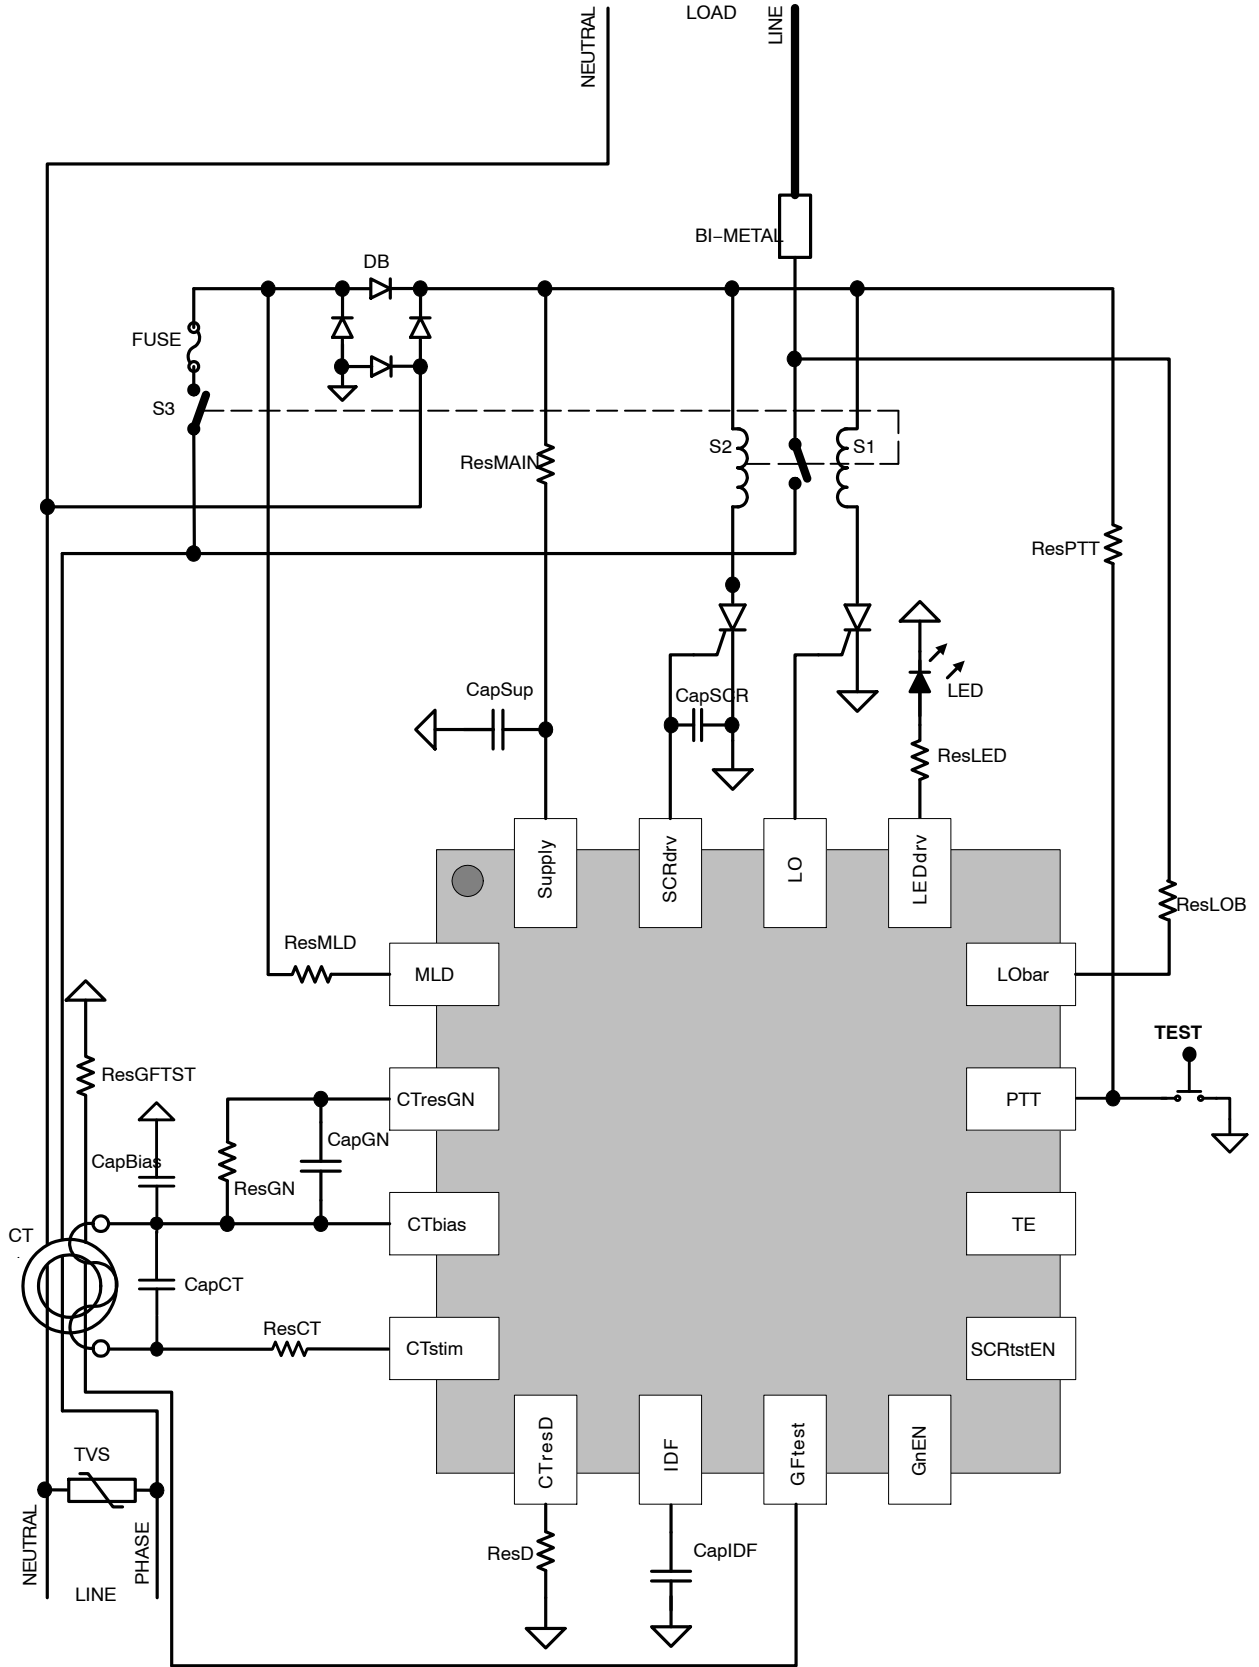 NEUTRAL
LOAD
LINE
BI−METAL
DB
FUSE
S3
S2
S1
ResMAIN
ResPTT
CapSup
CapSCR
LED
ResLED
Supply
SCRdrv
LO
LEDdrv
ResLOB
ResMLD
MLD
LObar
TEST
ResGFTST
CTresGN
PTT
CapGN
CapBias
ResGN
CTbias
TE
CT
CapCT
ResCT
CTstim
SCRtstEN
CTresD
IDF
GFtest
GnEN
TVS
NEUTRAL
PHASE
LINE
ResD
CapIDF